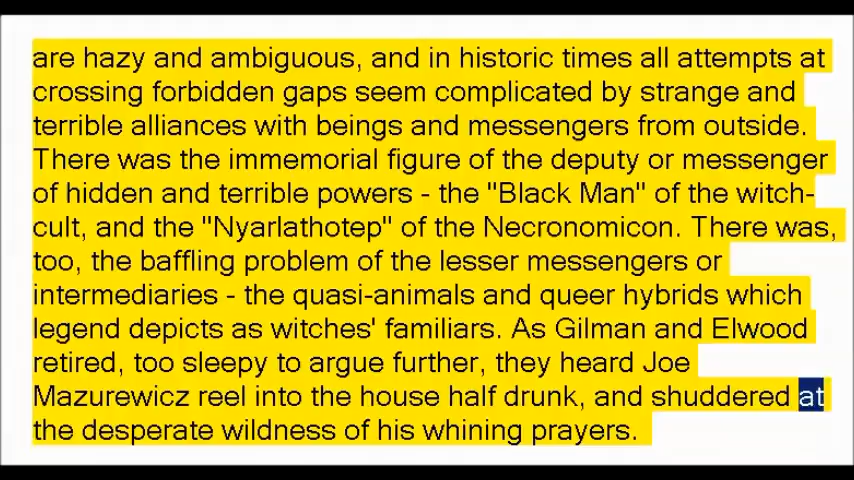 are hazy and ambiguous, and in historic times all attempts at
crossing forbidden gaps seem complicated by strange and
terrible alliances with beings and messengers from outside.
There was the immemorial figure of the deputy or messenger
of hidden and terrible powers - the "Black Man" of the witch-
cult, and the "Nyarlathotep" of the Necronomicon. There was,
too, the baffling problem of the lesser messengers or
intermediaries - the quasi-animals and queer hybrids which
legend depicts as witches' familiars. As Gilman and Elwood
retired, too sleepy to argue further, they heard Joe
Mazurewicz reel into the house half drunk, and shuddered at
the desperate wildness of his whining prayers.